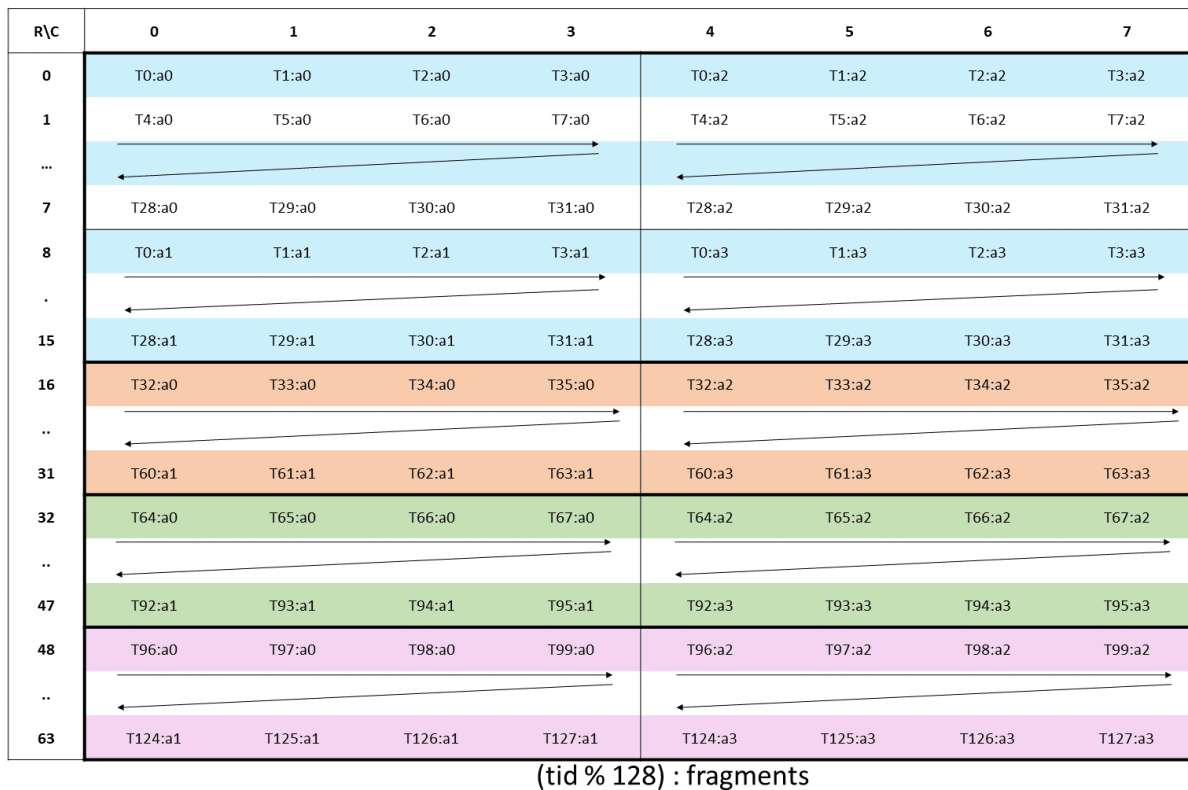 R\C 0 1 2 3 4 5 6 7
0 T0:a0 T1:a0 T2:a0 T3:a0 T0:a2 T1:a2 T2:a2 T3:a2
1 T4:a0 T5:a0 T6:a0 T7:a0 T4:a2 T5:a2 T6:a2 T7:a2
...
7 T28:a0 T29:a0 T30:a0 T31:a0 T28:a2 T29:a2 T30:a2 T31:a2
8 T0:a1 T1:a1 T2:a1 T3:a1 T0:a3 T1:a3 T2:a3 T3:a3
.
15 T28:a1 T29:a1 T30:a1 T31:a1 T28:a3 T29:a3 T30:a3 T31:a3
16 T32:a0 T33:a0 T34:a0 T35:a0 T32:a2 T33:a2 T34:a2 T35:a2
..
31 T60:a1 T61:a1 T62:a1 T63:a1 T60:a3 T61:a3 T62:a3 T63:a3
32 T64:a0 T65:a0 T66:a0 T67:a0 T64:a2 T65:a2 T66:a2 T67:a2
..
47 T92:a1 T93:a1 T94:a1 T95:a1 T92:a3 T93:a3 T94:a3 T95:a3
48 T96:a0 T97:a0 T98:a0 T99:a0 T96:a2 T97:a2 T98:a2 T99:a2
..
63 T124:a1 T125:a1 T126:a1 T127:a1 T124:a3 T125:a3 T126:a3 T127:a3
(tid % 128) : fragments